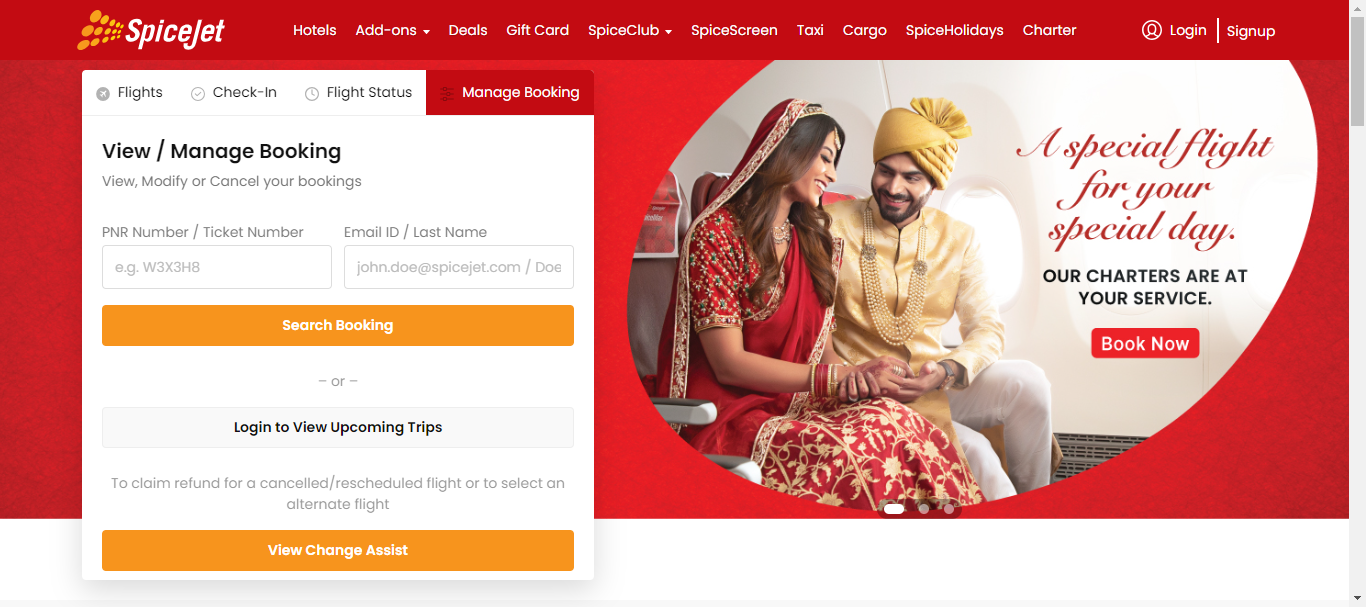 SpiceJet
Hotels Add-ons Deals Gift Card SpiceClub SpiceScreen Taxi Cargo SpiceHolidays Charter Login Signup
Flights Check-In Flight Status Manage Booking
View / Manage Booking
View, Modify or Cancel your bookings
PNR Number / Ticket Number Email ID / Last Name
e.g. W3X3H8 john.doe@spicejet.com / Doe
Search Booking
– or –
Login to View Upcoming Trips
To claim refund for a cancelled/rescheduled flight or to select an
alternate flight
View Change Assist
A special flight
for your
special day.
OUR CHARTERS ARE AT
YOUR SERVICE.
Book Now